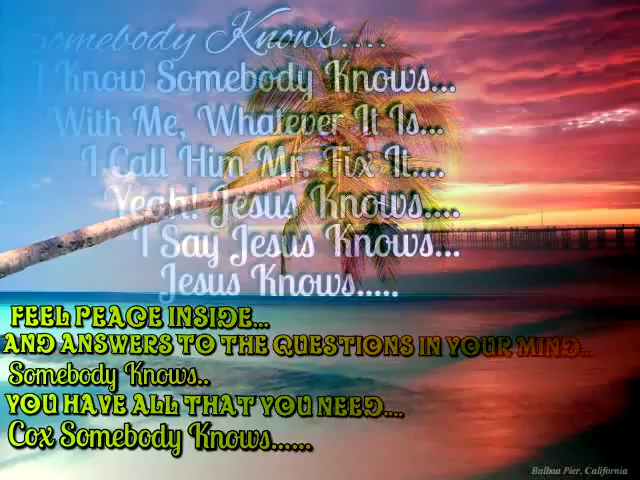 Somebody Knows....
I Know Somebody Knows...
With Me, Whatever It Is...
I Call Him Mr. Fix It....
Yeah! Jesus Knows....
I Say Jesus Knows...
Jesus Knows.....
FEEL PEACE INSIDE...
AND ANSWERS TO THE QUESTIONS IN YOUR MIND...
Somebody Knows..
YOU HAVE ALL THAT YOU NEED....
Cox Somebody Knows......
Balboa Pier, California